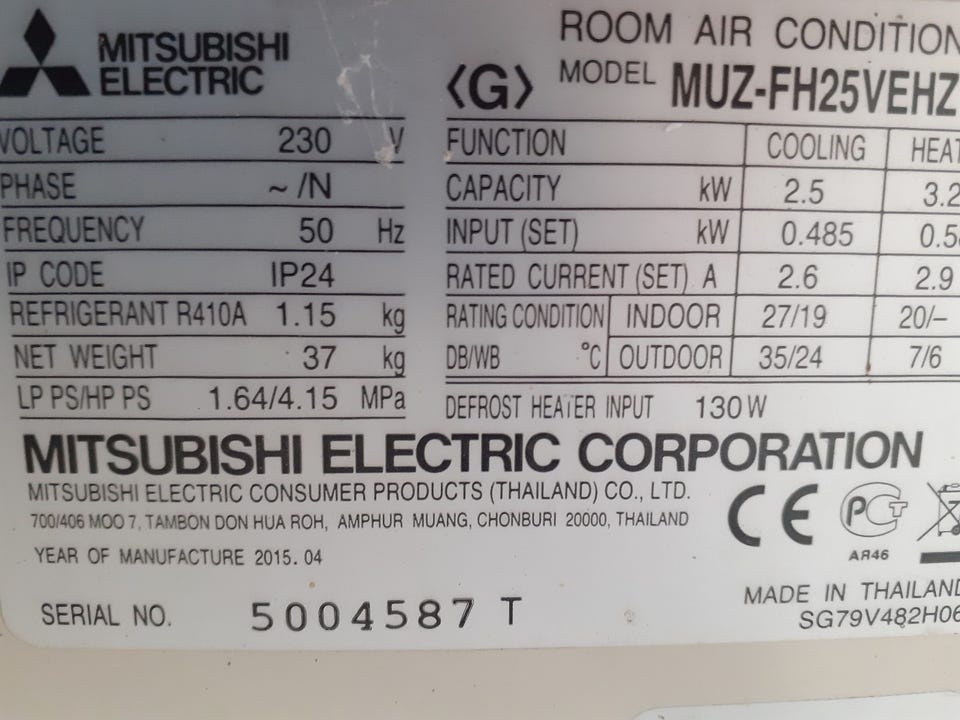 MITSUBISHI
ELECTRIC
VOLTAGE 230 V
PHASE ~ /N
FREQUENCY 50 Hz
IP CODE IP24
REFRIGERANT R410A 1.15 kg
NET WEIGHT 37 kg
LP PS/HP PS 1.64/4.15 MPa
ROOM AIR CONDITION
⟨G⟩ MODEL MUZ-FH25VEHZ
FUNCTION COOLING HEAT
CAPACITY kW 2.5 3.2
INPUT (SET) kW 0.485 0.5
RATED CURRENT (SET) A 2.6 2.9
RATING CONDITION INDOOR 27/19 20/–
DB/WB °C OUTDOOR 35/24 7/6
DEFROST HEATER INPUT 130W
MITSUBISHI ELECTRIC CORPORATION
MITSUBISHI ELECTRIC CONSUMER PRODUCTS (THAILAND) CO., LTD.
700/406 MOO 7, TAMBON DON HUA ROH, AMPHUR MUANG, CHONBURI 20000, THAILAND
YEAR OF MANUFACTURE 2015. 04
CE PCT
АЯ46
SERIAL NO. 5004587 T
MADE IN THAILAND
SG79V482H06